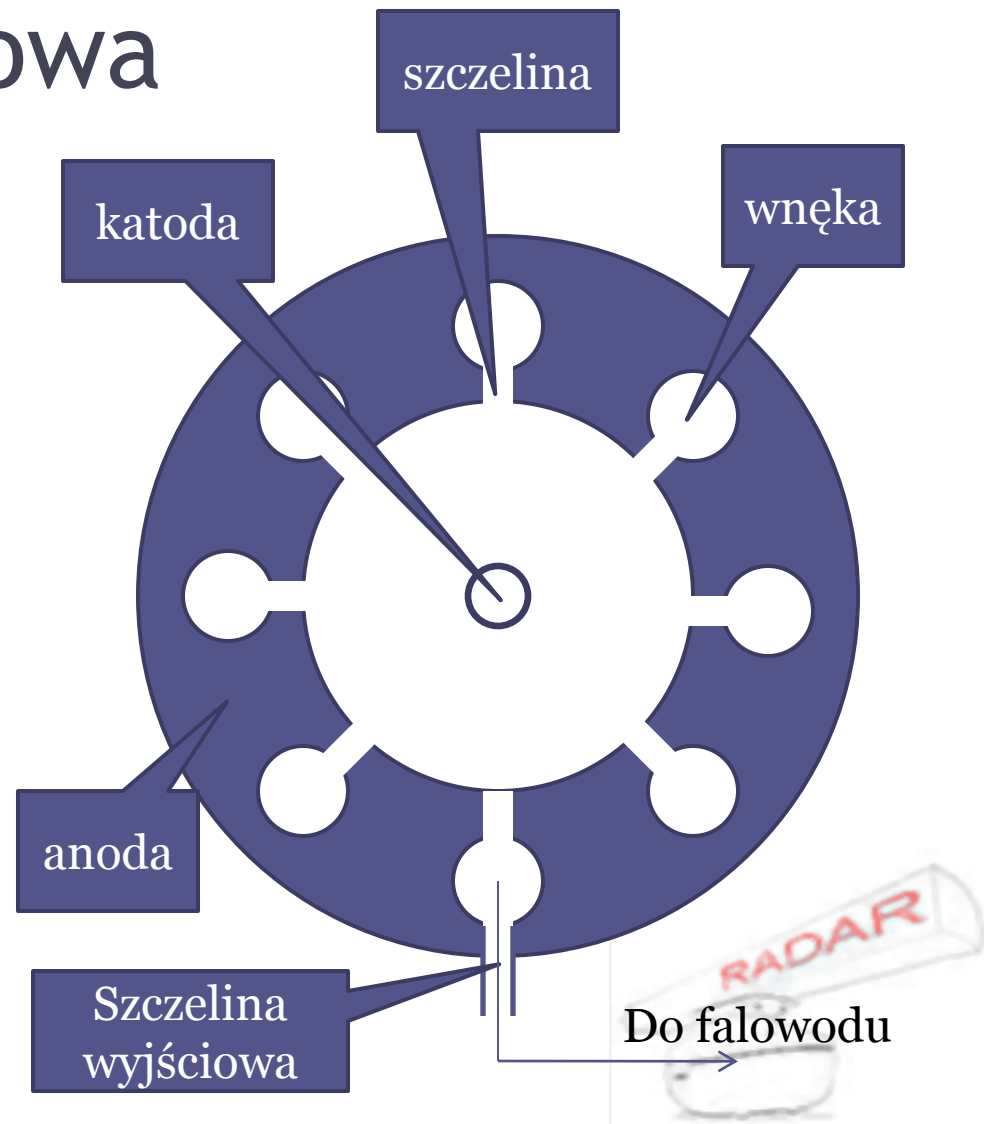 owa
szczelina
katoda
wnęka
anoda
Szczelina
wyjściowa
RADAR
Do falowodu